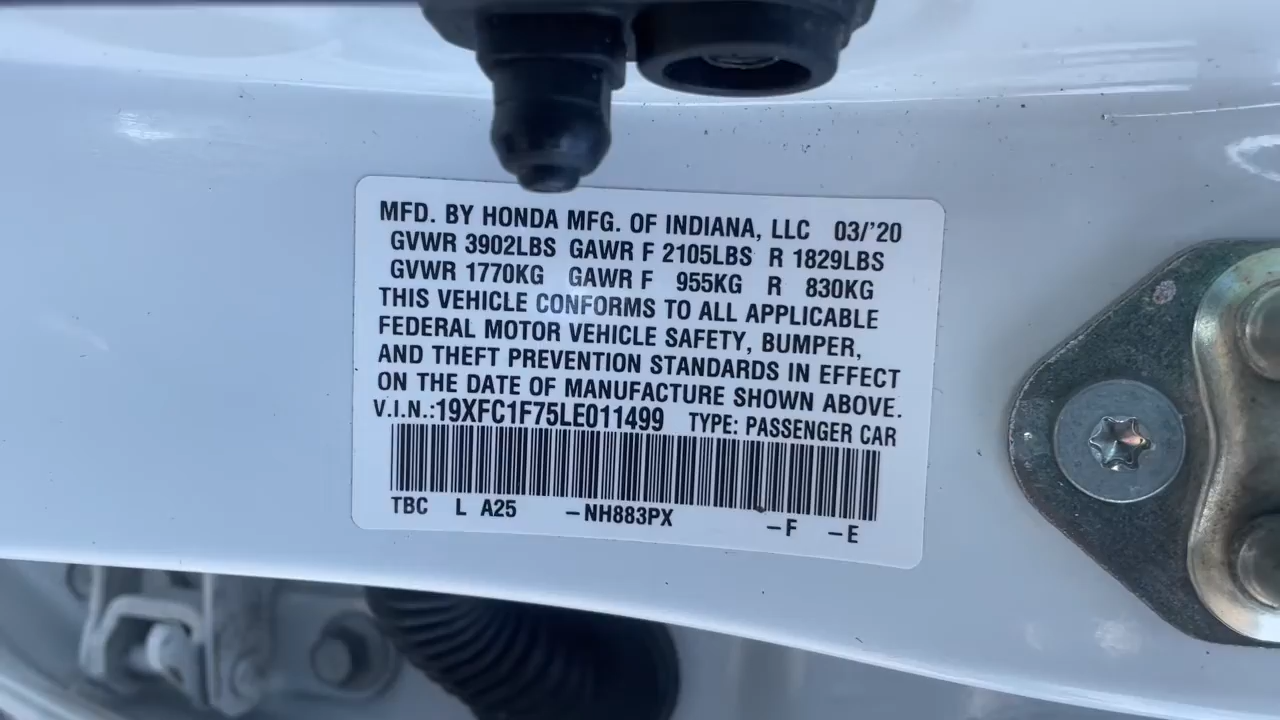 MFD. BY HONDA MFG. OF INDIANA, LLC 03/'20
GVWR 3902LBS GAWR F 2105LBS R 1829LBS
GVWR 1770KG GAWR F 955KG R 830KG
THIS VEHICLE CONFORMS TO ALL APPLICABLE
FEDERAL MOTOR VEHICLE SAFETY, BUMPER,
AND THEFT PREVENTION STANDARDS IN EFFECT
ON THE DATE OF MANUFACTURE SHOWN ABOVE.
V.I.N.:19XFC1F75LE011499 TYPE: PASSENGER CAR
TBC L A25 –NH883PX –F –E